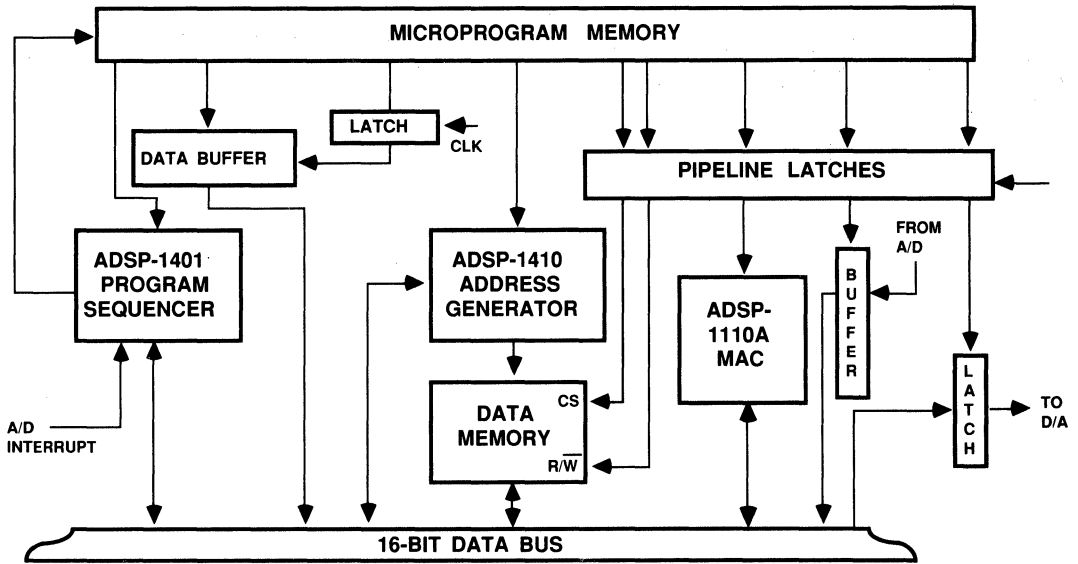 MICROPROGRAM MEMORY
LATCH
CLK
DATA BUFFER
PIPELINE LATCHES
ADSP-1401
PROGRAM
SEQUENCER
ADSP-1410
ADDRESS
GENERATOR
FROM
A/D
BUFFER
ADSP-
1110A
MAC
LATCH
TO
D/A
DATA
MEMORY
CS
R/W̅
A/D
INTERRUPT
16-BIT DATA BUS